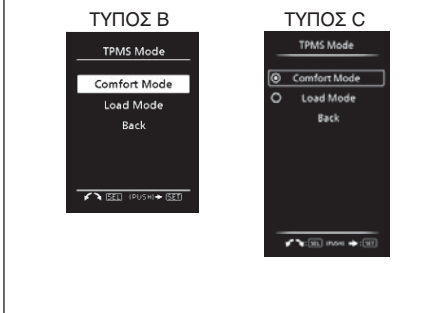 ΤΥΠΟΣ B
TPMS Mode
Comfort Mode
Load Mode
Back
SEL (PUSH) SET
ΤΥΠΟΣ C
TPMS Mode
Comfort Mode
Load Mode
Back
:SEL (PUSH) :SET